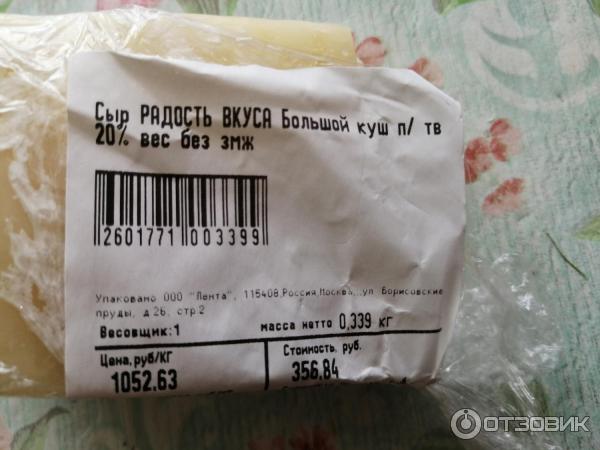 Сыр РАДОСТЬ ВКУСА Большой куш п/ тв
20% вес без змж
2601771 003399
Упаковано ООО "Лента", 115408,Россия,Москва,,,ул Борисовские
пруды, д 26, стр.2
Весовщик:1 масса нетто 0,339 кг
Цена,руб/КГ Стоимость, руб.
1052,63 356,84
ОТЗОВИК